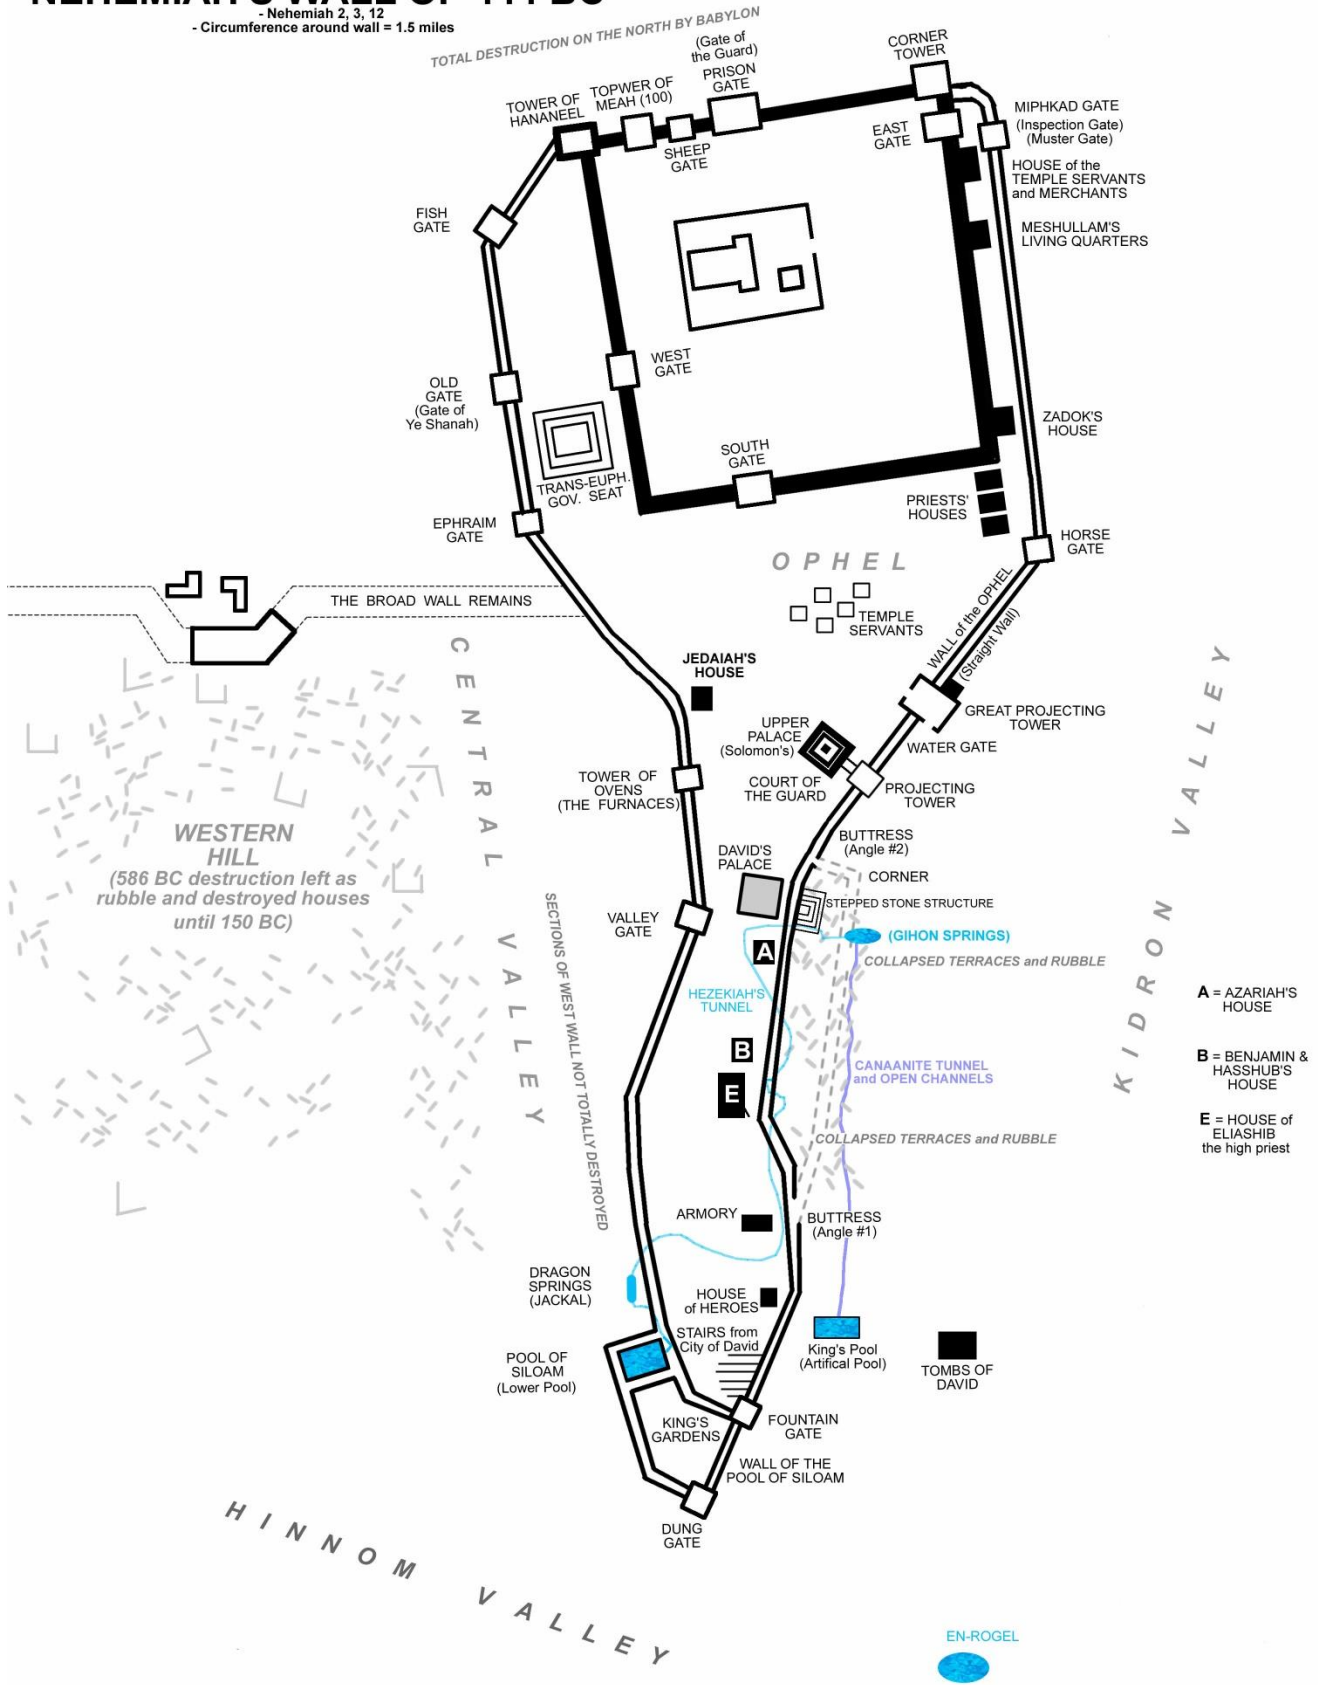 NEHEMIAH'S WALL OF 444 BC
- Nehemiah 2, 3, 12
- Circumference around wall = 1.5 miles
TOTAL DESTRUCTION ON THE NORTH BY BABYLON
(Gate of
the Guard)
PRISON
GATE
CORNER
TOWER
TOPWER OF
MEAH (100)
TOWER OF
HANANEEL
SHEEP
GATE
EAST
GATE
MIPHKAD GATE
(Inspection Gate)
(Muster Gate)
HOUSE of the
TEMPLE SERVANTS
and MERCHANTS
FISH
GATE
MESHULLAM'S
LIVING QUARTERS
WEST
GATE
OLD
GATE
(Gate of
Ye Shanah)
ZADOK'S
HOUSE
SOUTH
GATE
TRANS-EUPH.
GOV. SEAT
PRIESTS'
HOUSES
EPHRAIM
GATE
HORSE
GATE
OPHEL
THE BROAD WALL REMAINS
TEMPLE
SERVANTS
WALL of the OPHEL
(Straight Wall)
CENTRAL VALLEY
KIDRON VALLEY
JEDAIAH'S
HOUSE
GREAT PROJECTING
TOWER
UPPER
PALACE
(Solomon's)
WATER GATE
COURT OF
THE GUARD
PROJECTING
TOWER
TOWER OF
OVENS
(THE FURNACES)
WESTERN
HILL
(586 BC destruction left as
rubble and destroyed houses
until 150 BC)
BUTTRESS
(Angle #2)
DAVID'S
PALACE
CORNER
STEPPED STONE STRUCTURE
VALLEY
GATE
SECTIONS OF WEST WALL NOT TOTALLY DESTROYED
(GIHON SPRINGS)
A
COLLAPSED TERRACES and RUBBLE
HEZEKIAH'S
TUNNEL
A = AZARIAH'S
HOUSE
B
B = BENJAMIN &
HASSHUB'S
HOUSE
CANAANITE TUNNEL
and OPEN CHANNELS
E
E = HOUSE of
ELIASHIB
the high priest
COLLAPSED TERRACES and RUBBLE
ARMORY
BUTTRESS
(Angle #1)
DRAGON
SPRINGS
(JACKAL)
HOUSE
of HEROES
STAIRS from
City of David
King's Pool
(Artifical Pool)
POOL OF
SILOAM
(Lower Pool)
TOMBS OF
DAVID
KING'S
GARDENS
FOUNTAIN
GATE
WALL OF THE
POOL OF SILOAM
DUNG
GATE
HINNOM VALLEY
EN-ROGEL